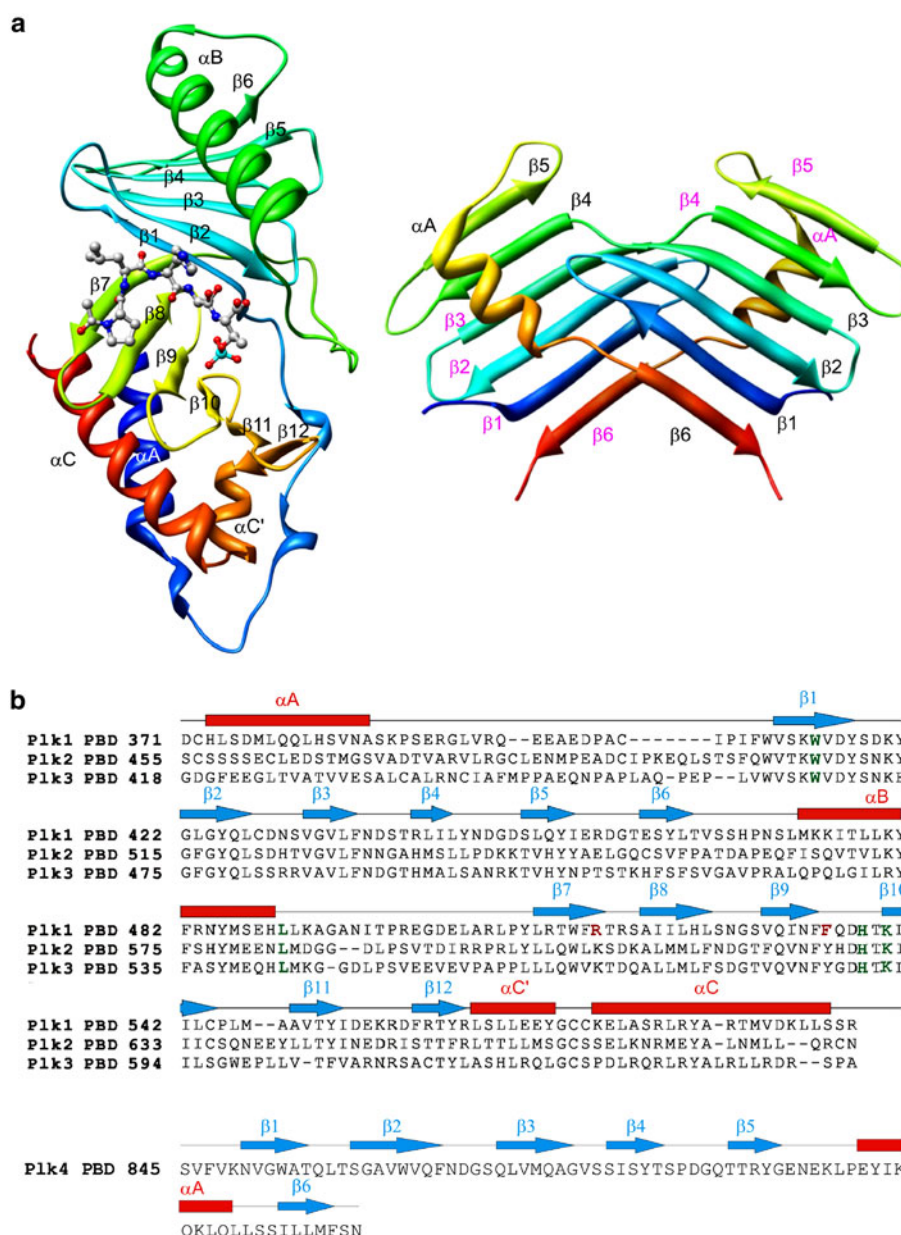 a
αB
β6
β5
β4
β3
β2
β1
β7
β8
β9
β10
β11
β12
αC
αA
αC'
β5
β5
β4
β4
αA
αA
β3
β3
β2
β2
β1
β1
β6
β6
b
αA β1
Plk1 PBD 371 DCHLSDMLQQLHSVNASKPSERGLVRQ--EEAEDPAC-------IPIFWVSKWVDYSDKY
Plk2 PBD 455 SCSSSSECLEDSTMGSVADTVARVLRGCLENMPEADCIPKEQLSTSFQWVTKWVDYSNKY
Plk3 PBD 418 GDGFEEGLTVATVVESALCALRNCIAFMPPAEQNPAPLAQ-PEP-LVWVSKWVDYSNKE
β2 β3 β4 β5 β6 αB
Plk1 PBD 422 GLGYQLCDNSVGVLFNDSTRLILYNDGDSLQYIERDGTESYLTVSSHPNSLMKKITLLKY
Plk2 PBD 515 GFGYQLSDHTVGVLFNNGAHMSLLPDKKTVHYYAELGQCSVFPATDAPEQFISQVTVLKY
Plk3 PBD 475 GFGYQLSSRRVAVLFNDGTHMALSANRKTVHYNPTSTKHFSFSVGAVPRALQPQLGILRY
β7 β8 β9 β10
Plk1 PBD 482 FRNYMSEHLLKAGANITPREGDELARLPYLRTWFRTRSAIILHLSNGSVQINFFQDHTKI
Plk2 PBD 575 FSHYMEENLMDGG--DLPSVTDIRRPRLYLLQWLKSDKALMMLFNDGTFQVNFYHDHTKI
Plk3 PBD 535 FASYMEQHLMKG-GDLPSVEEVEVPAPPLLLQWVKTDQALLMLFSDGTVQVNFYGDHTKI
β11 β12 αC' αC
Plk1 PBD 542 ILCPLM--AAVTYIDEKRDFRTYRLSLLEEYGCCKELASRLRYA-RTMVDKLLSSR
Plk2 PBD 633 IICSQNEEYLLTYINEDRISTTFRLTTLLMSGCSSELKNRMEYA-LNMLL--QRCN
Plk3 PBD 594 ILSGWEPLLV-TFVARNRSACTYLASHLRQLGCSPDLRQRLRYALRLLRDR--SPA
β1 β2 β3 β4 β5
Plk4 PBD 845 SVFVKNVGWATQLTSGAVWVQFNDGSQLVMQAGVSSISYTSPDGQTTRYGENEKLPEYIK
αA β6
QKLQLLSSILLMFSN